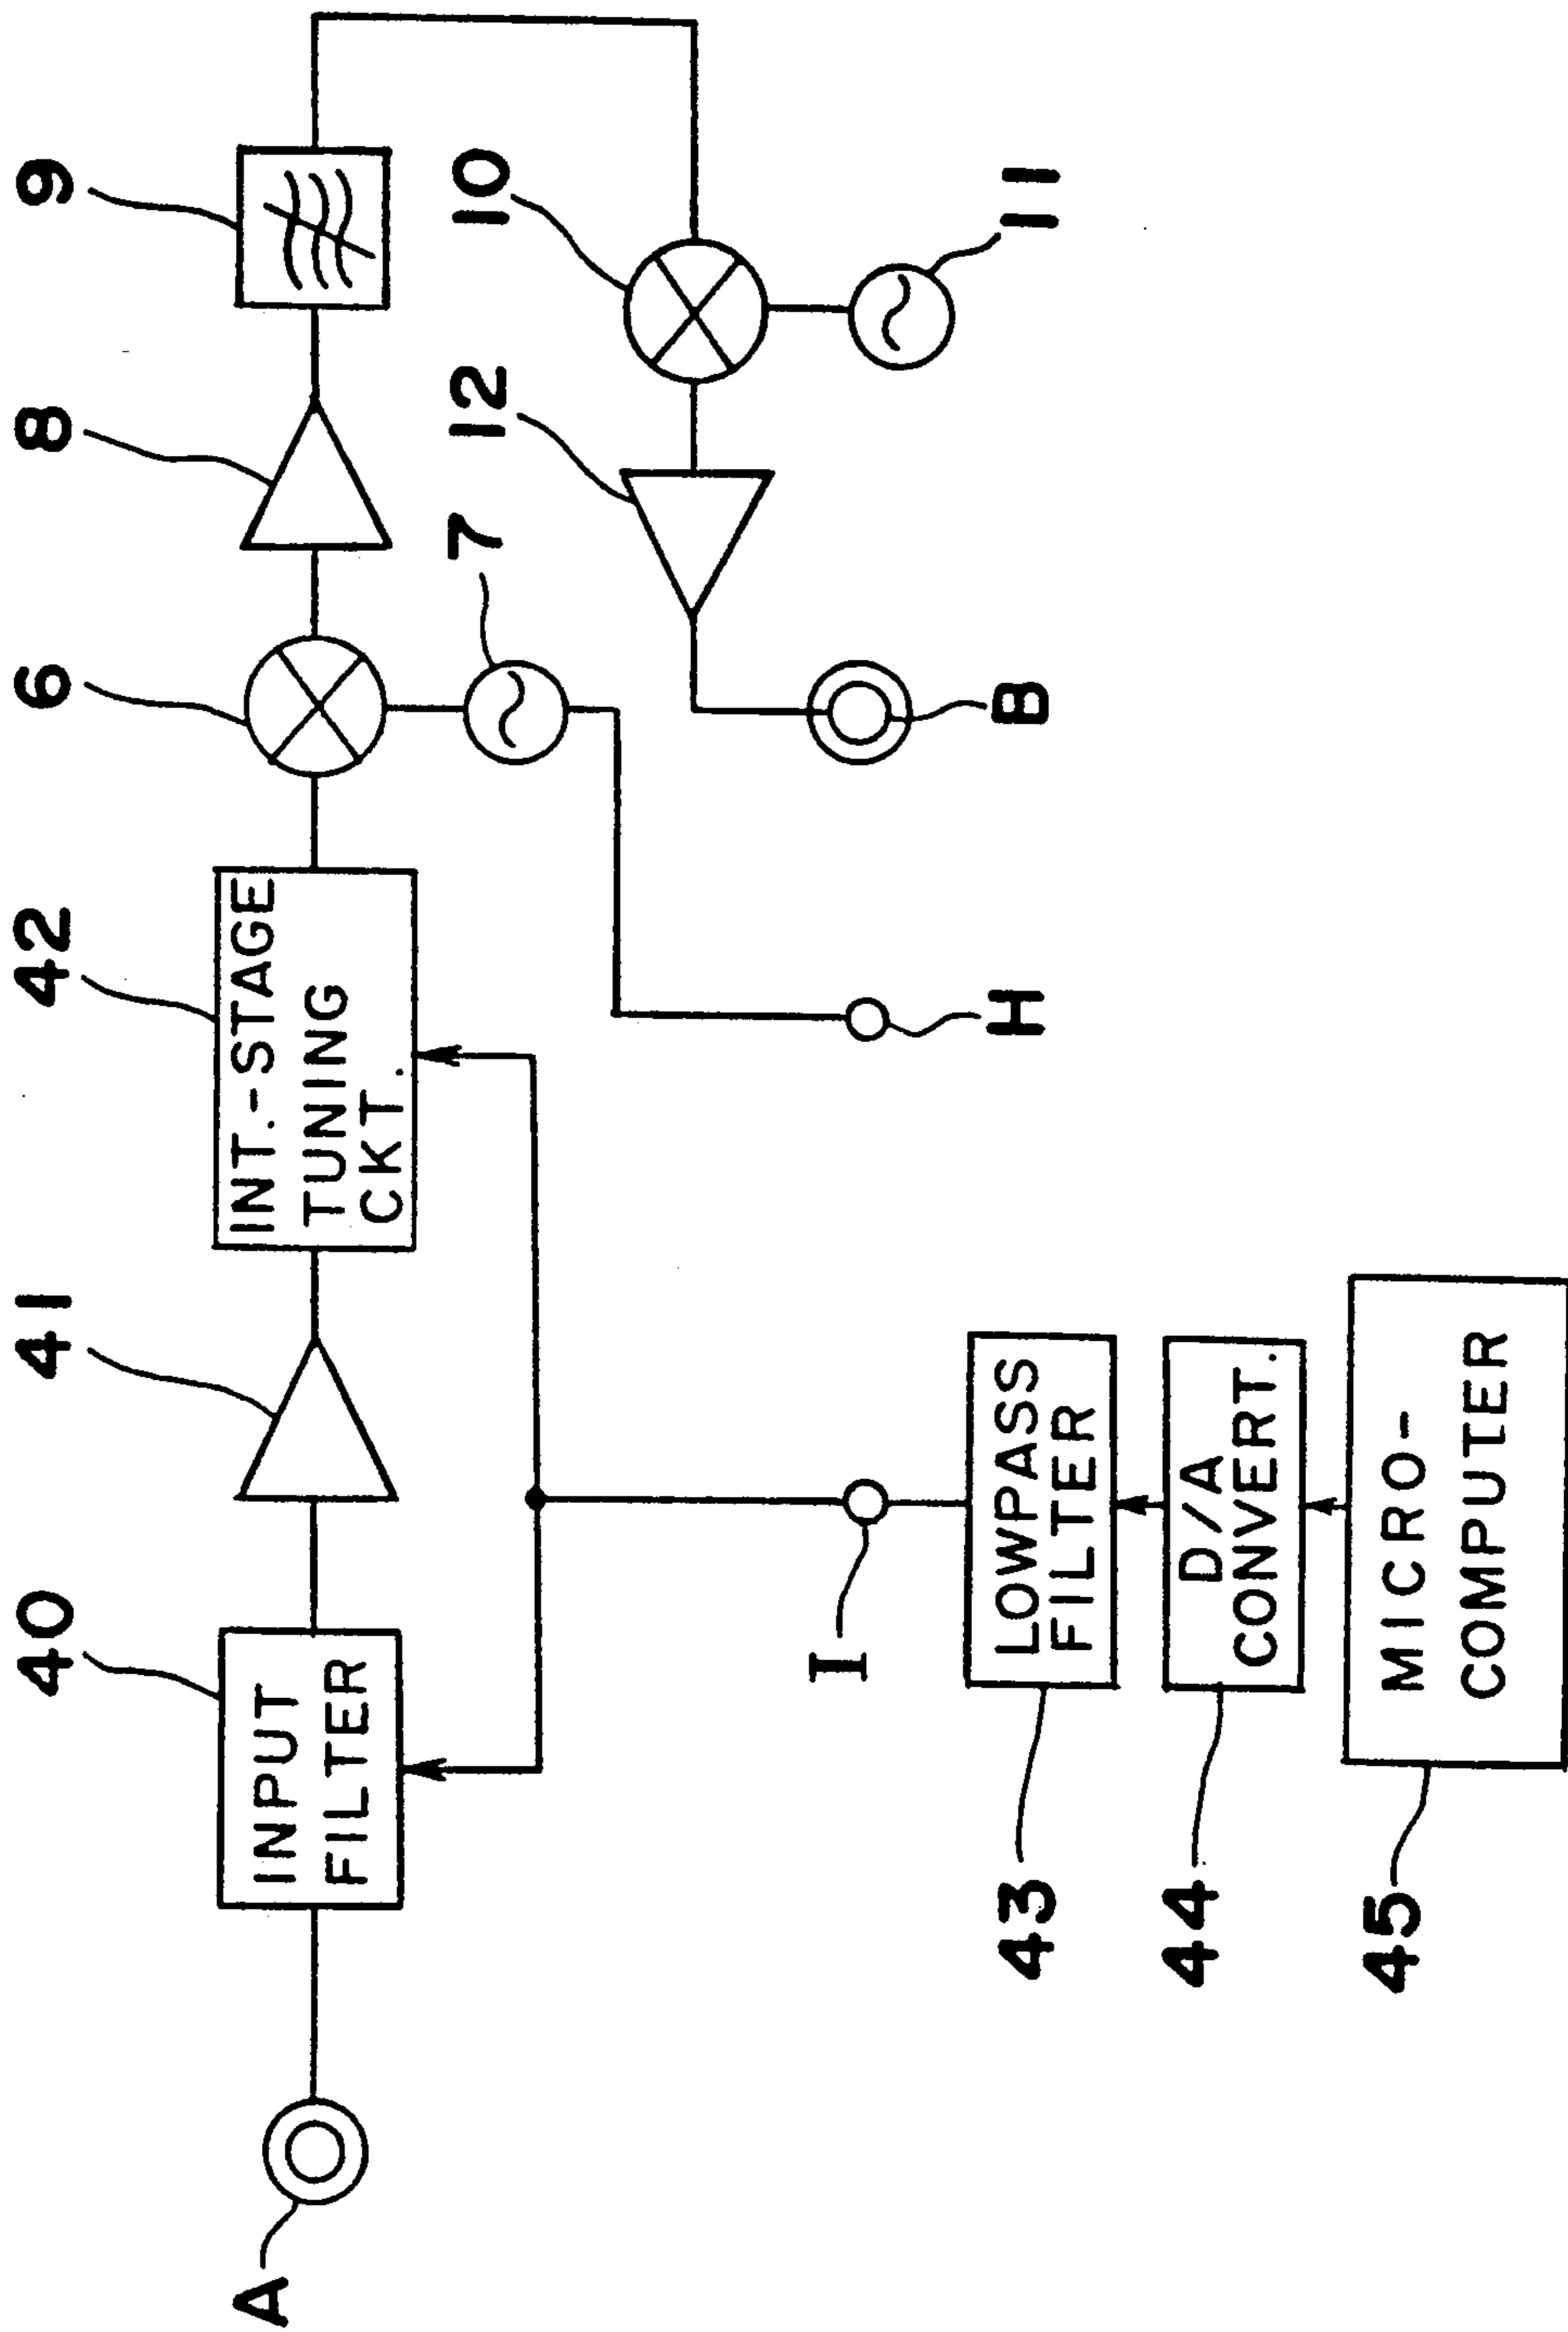 A
40
INPUT
FILTER
41
42
INT.-STAGE
TUNING
CKT.
6
7
8
9
10
11
12
B
H
I
43
LOWPASS
FILTER
44
D/A
CONVERT.
45
MICRO-
COMPUTER